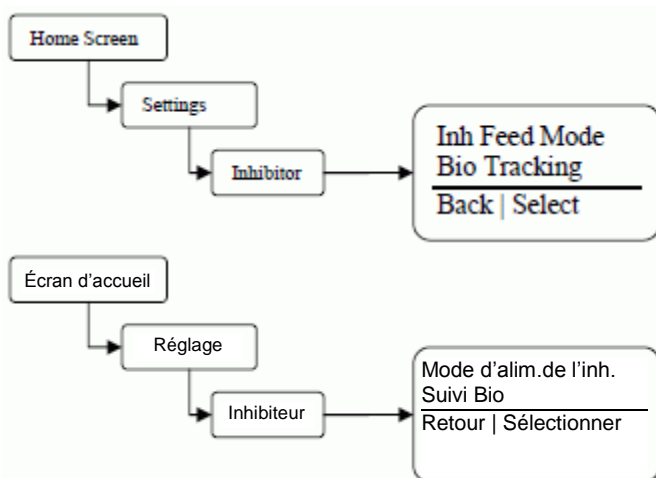 Home Screen
Settings
Inhibitor
Inh Feed Mode
Bio Tracking
Back | Select
Écran d’accueil
Réglage
Inhibiteur
Mode d’alim.de l’inh.
Suivi Bio
Retour | Sélectionner